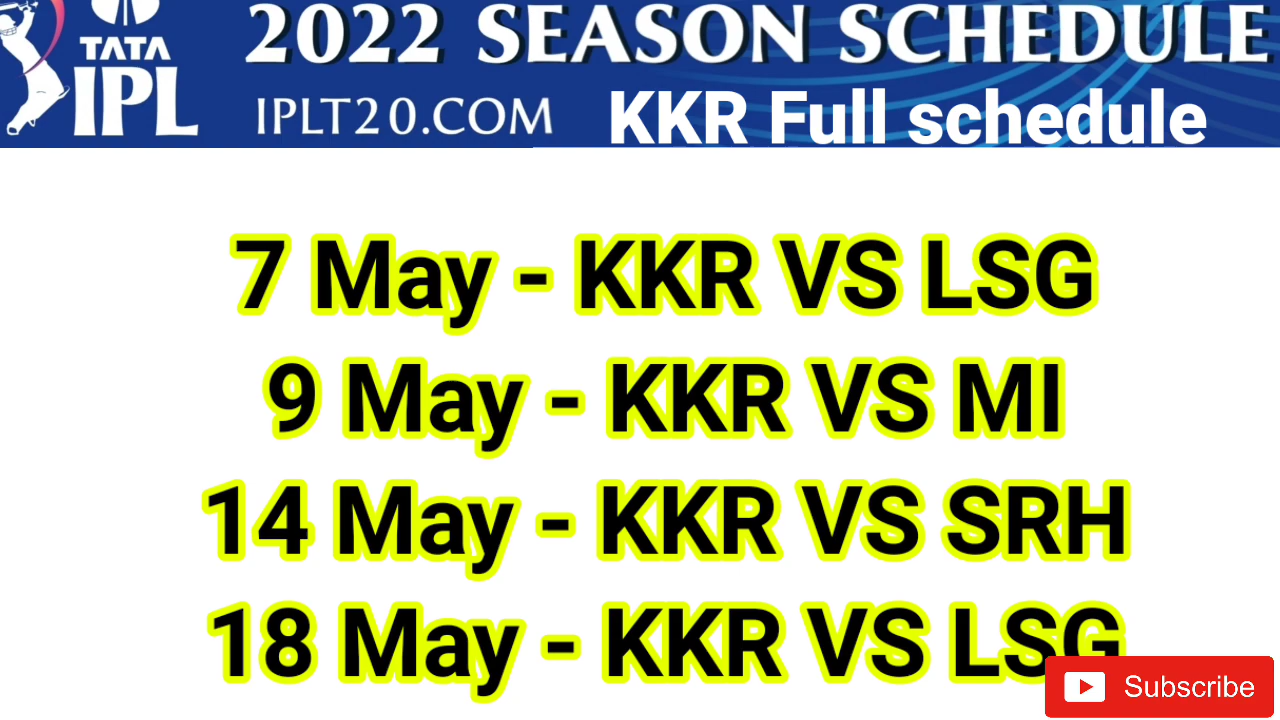 TATA
IPL
2022 SEASON SCHEDULE
IPLT20.COM
KKR Full schedule
7 May - KKR VS LSG
9 May - KKR VS MI
14 May - KKR VS SRH
18 May - KKR VS LSG
Subscribe